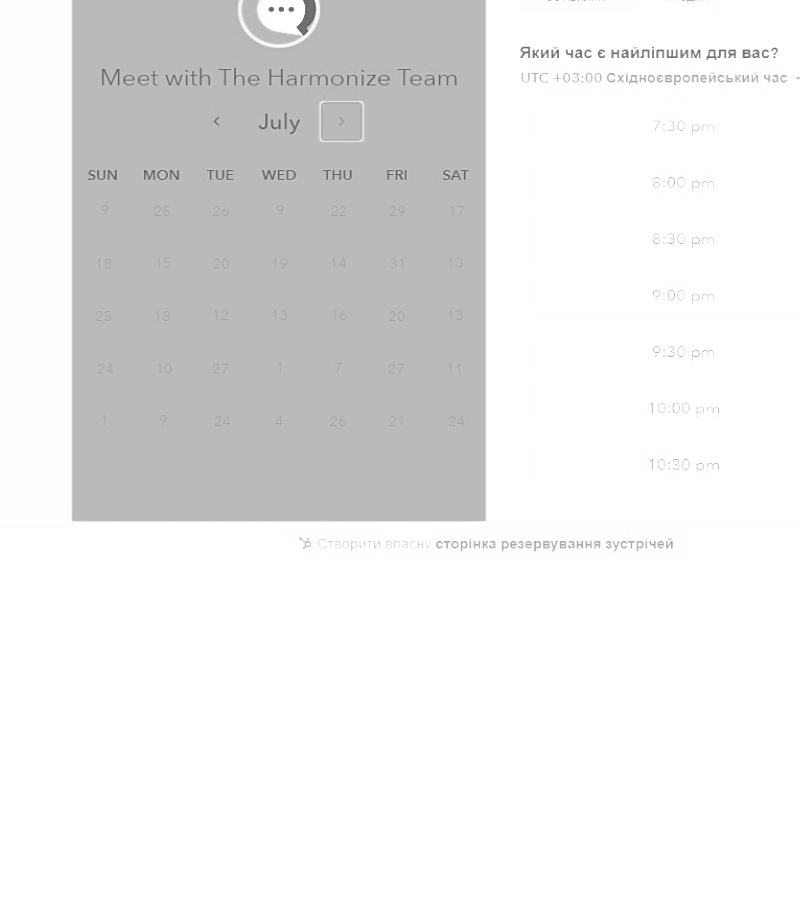 Meet with The Harmonize Team
July
SUN MON TUE WED THU FRI SAT
9 25 26 9 22 29 17
18 15 20 19 14 31 13
25 18 12 13 16 20 13
24 10 27 1 7 27 11
1 9 24 4 26 21 24
Який час є найліпшим для вас?
UTC +03:00 Східноєвропейський час
7:30 pm
8:00 pm
8:30 pm
9:00 pm
9:30 pm
10:00 pm
10:30 pm
Створити власну сторінка резервування зустрічей